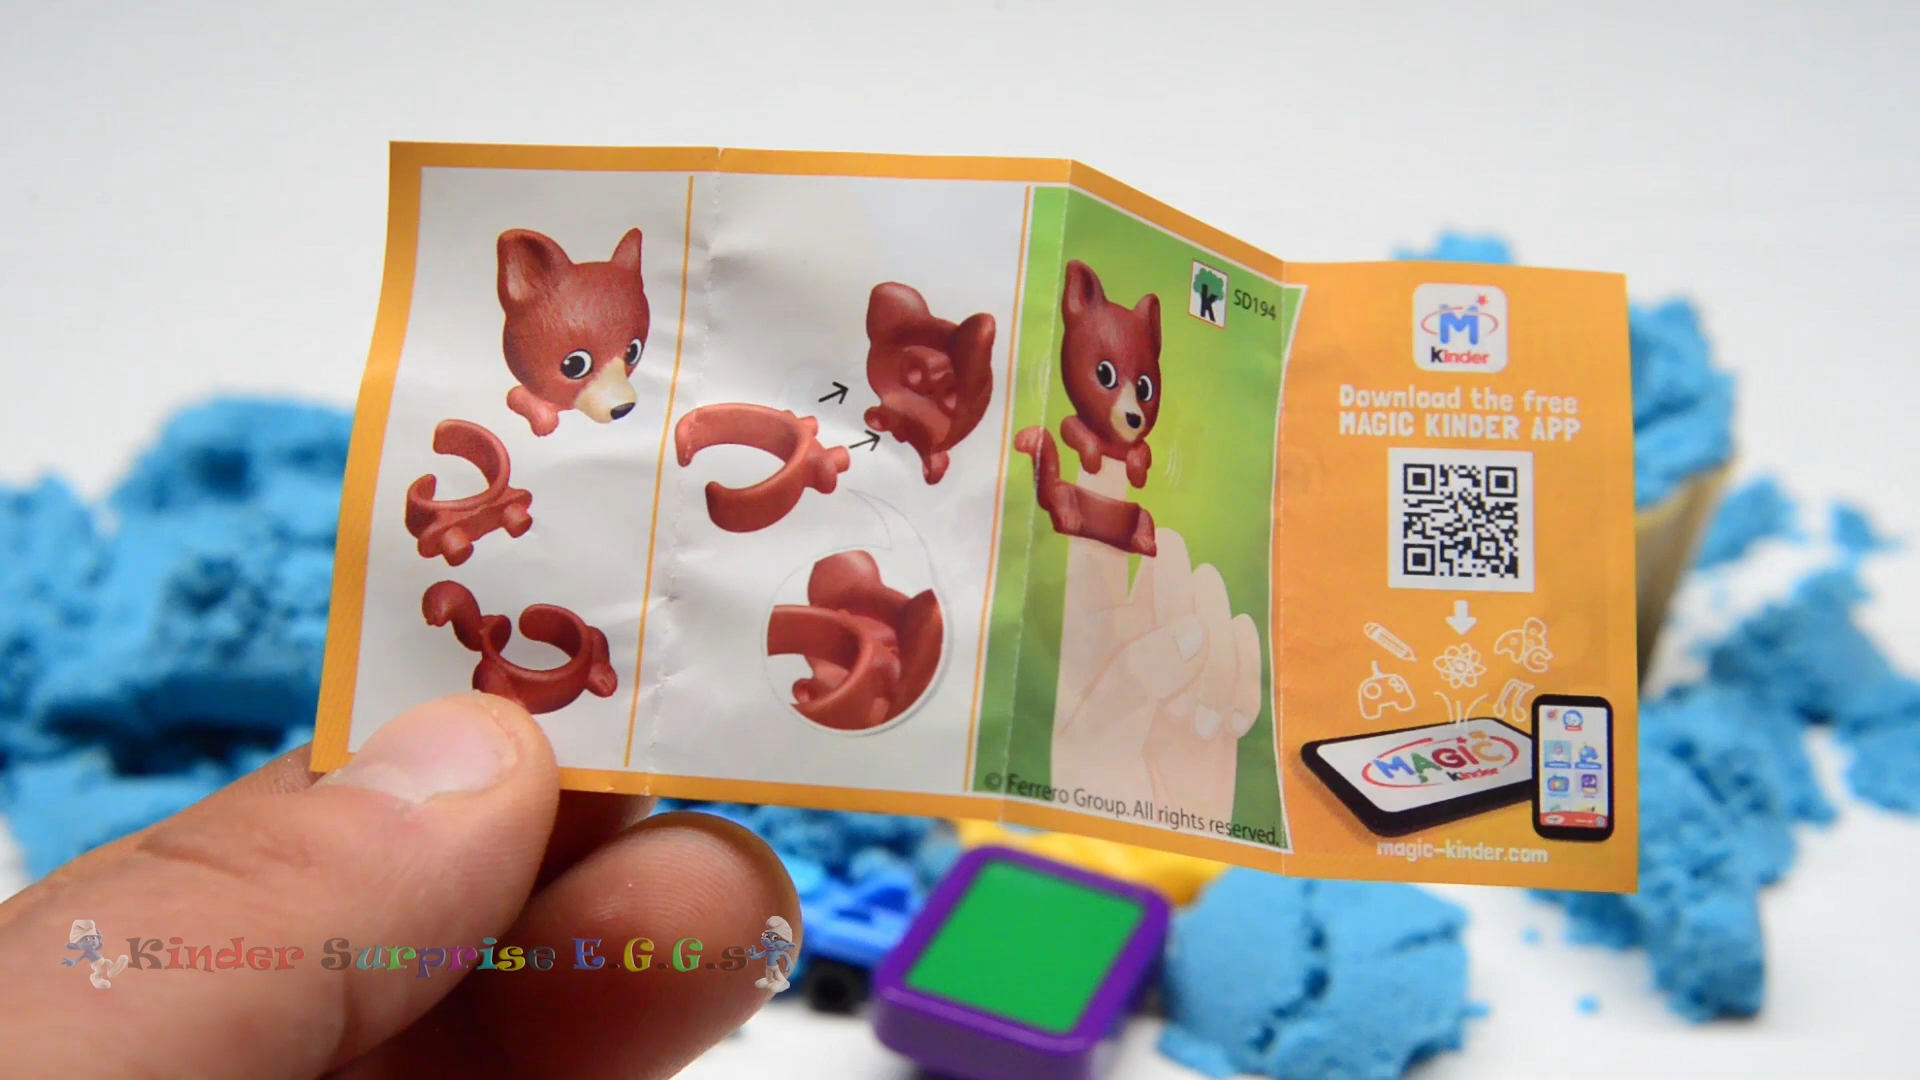 k SD194
© Ferrero Group. All rights reserved.
M
Kinder
Download the free
MAGIC KINDER APP
ABC
MAGIC
Kinder
magic-kinder.com
Kinder Surprise E.G.G.s